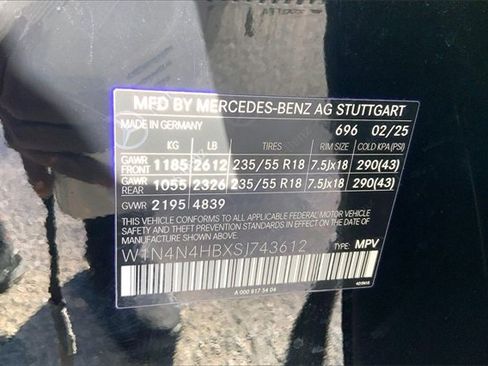 MFD BY MERCEDES-BENZ AG STUTTGART
MADE IN GERMANY 696 02/25
KG LB TIRES RIM SIZE COLD KPA (PSI)
GAWR FRONT 1185 2612 235/55 R18 7.5Jx18 290(43)
GAWR REAR 1055 2326 235/55 R18 7.5Jx18 290(43)
GVWR 2195 4839
THIS VEHICLE CONFORMS TO ALL APPLICABLE FEDERAL MOTOR VEHICLE
SAFETY AND THEFT PREVENTION STANDARDS IN EFFECT ON THE DATE OF
MANUFACTURE SHOWN ABOVE.
W1N4N4HBXSJ743612 TYPE: MPV
A 000 817 54 04